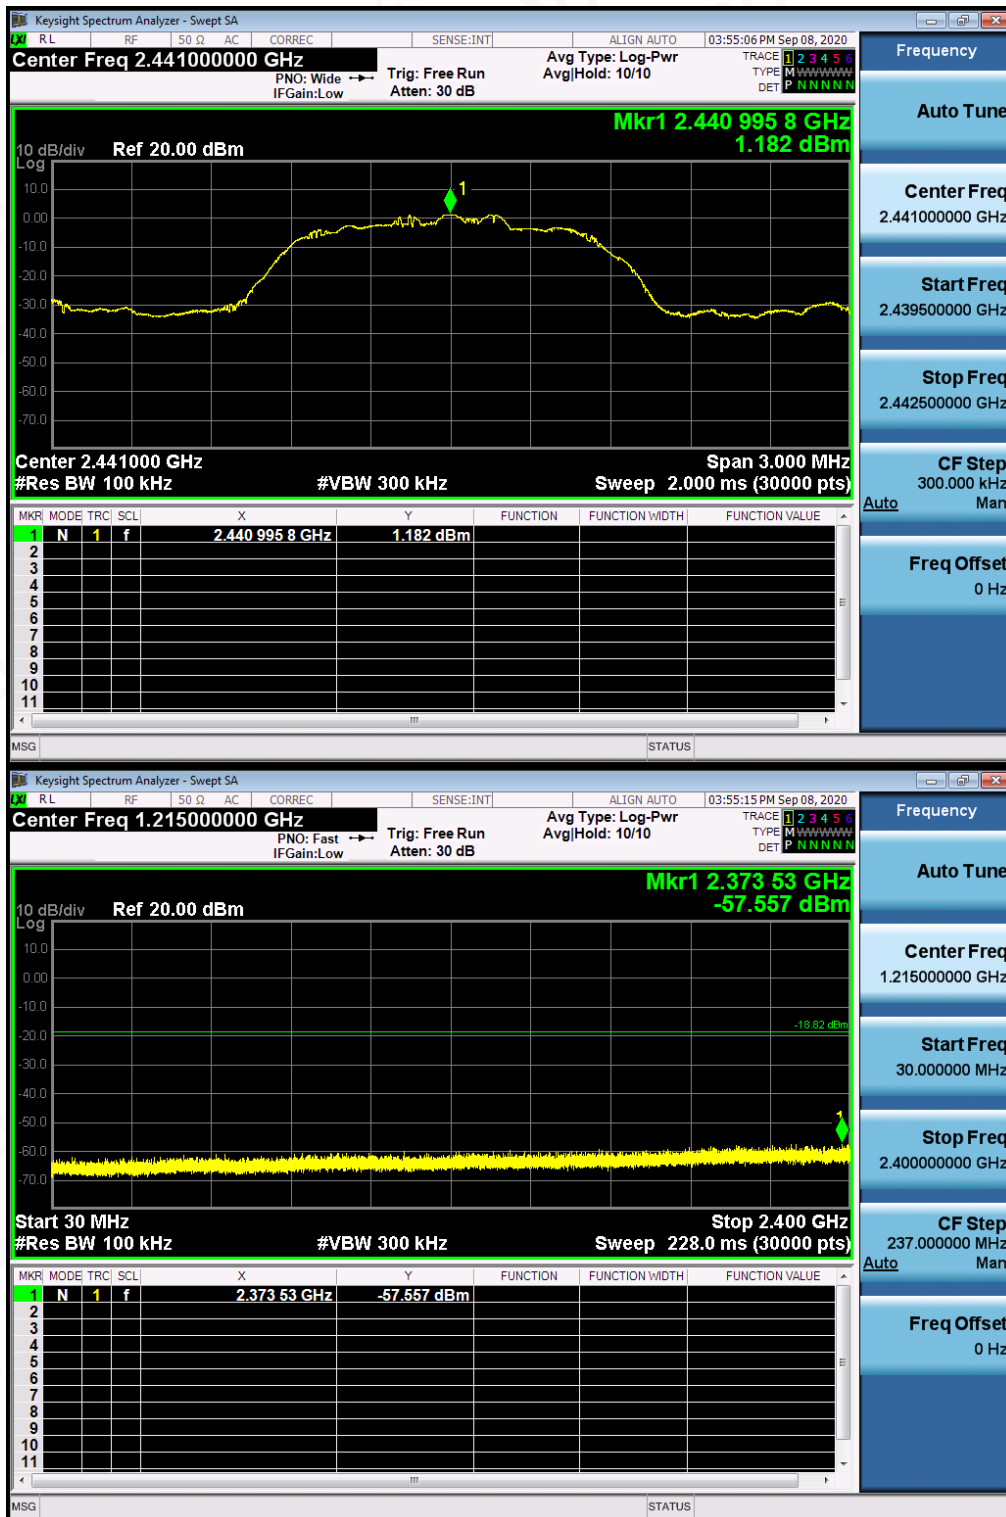 Keysight Spectrum Analyzer - Swept SA
LXI RL RF 50 Ω AC CORREC SENSE:INT ALIGN AUTO 03:55:06 PM Sep 08, 2020
Center Freq 2.441000000 GHz
PNO: Wide
IFGain:Low
Trig: Free Run
Atten: 30 dB
Avg Type: Log-Pwr
Avg|Hold: 10/10
TRACE 1 2 3 4 5 6
TYPE M WWWWW
DET P N N N N N
Mkr1 2.440 995 8 GHz
1.182 dBm
10 dB/div Ref 20.00 dBm
Log
10.0
0.00
-10.0
-20.0
-30.0
-40.0
-50.0
-60.0
-70.0
1
Center 2.441000 GHz Span 3.000 MHz
#Res BW 100 kHz #VBW 300 kHz Sweep 2.000 ms (30000 pts)
MKR MODE TRC SCL X Y FUNCTION FUNCTION WIDTH FUNCTION VALUE
1 N 1 f 2.440 995 8 GHz 1.182 dBm
2
3
4
5
6
7
8
9
10
11
MSG STATUS
Frequency
Auto Tune
Center Freq
2.441000000 GHz
Start Freq
2.439500000 GHz
Stop Freq
2.442500000 GHz
CF Step
300.000 kHz
Auto Man
Freq Offset
0 Hz
Keysight Spectrum Analyzer - Swept SA
LXI RL RF 50 Ω AC CORREC SENSE:INT ALIGN AUTO 03:55:15 PM Sep 08, 2020
Center Freq 1.215000000 GHz
PNO: Fast
IFGain:Low
Trig: Free Run
Atten: 30 dB
Avg Type: Log-Pwr
Avg|Hold: 10/10
TRACE 1 2 3 4 5 6
TYPE M WWWWW
DET P N N N N N
Mkr1 2.373 53 GHz
-57.557 dBm
10 dB/div Ref 20.00 dBm
Log
10.0
0.00
-10.0
-20.0
-30.0
-40.0
-50.0
-60.0
-70.0
-18.82 dBm
1
Start 30 MHz Stop 2.400 GHz
#Res BW 100 kHz #VBW 300 kHz Sweep 228.0 ms (30000 pts)
MKR MODE TRC SCL X Y FUNCTION FUNCTION WIDTH FUNCTION VALUE
1 N 1 f 2.373 53 GHz -57.557 dBm
2
3
4
5
6
7
8
9
10
11
MSG STATUS
Frequency
Auto Tune
Center Freq
1.215000000 GHz
Start Freq
30.000000 MHz
Stop Freq
2.400000000 GHz
CF Step
237.000000 MHz
Auto Man
Freq Offset
0 Hz